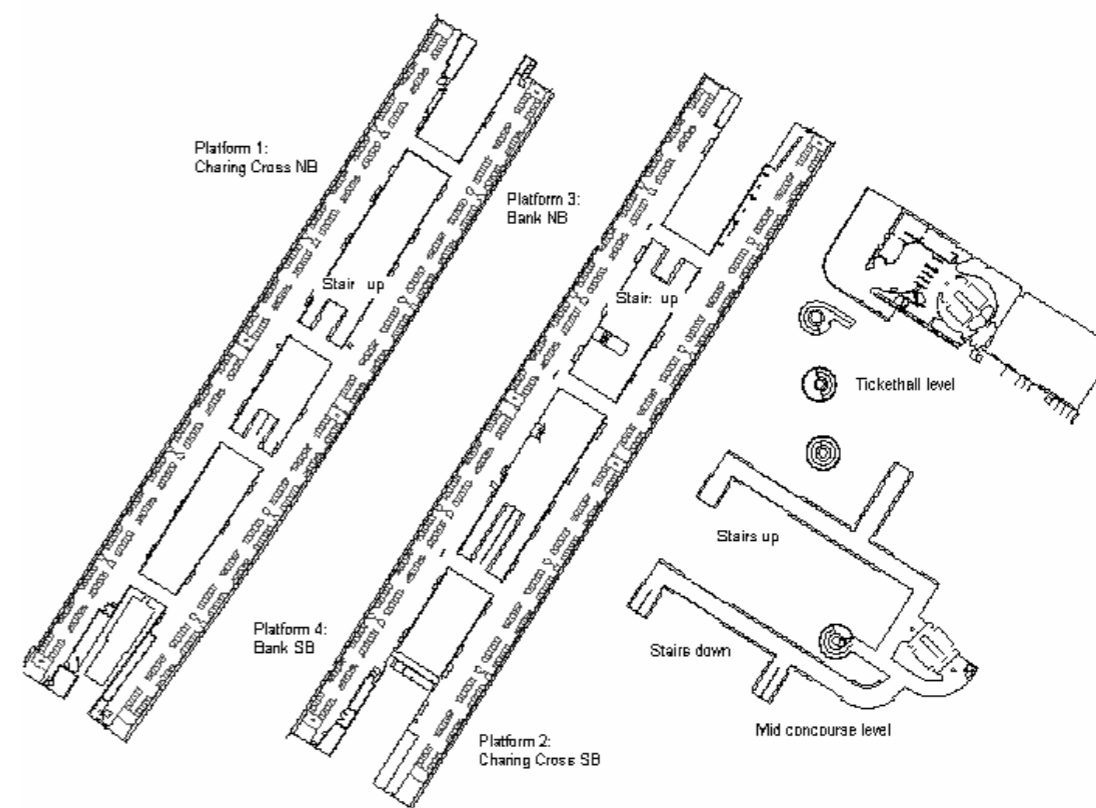 Platform 1:
Charing Cross NB
Platform 3:
Bank NB
Stair up
Stair: up
Tickethall level
Stairs up
Platform 4:
Bank SB
Stairs down
Mid concourse level
Platform 2:
Charing Cross SB